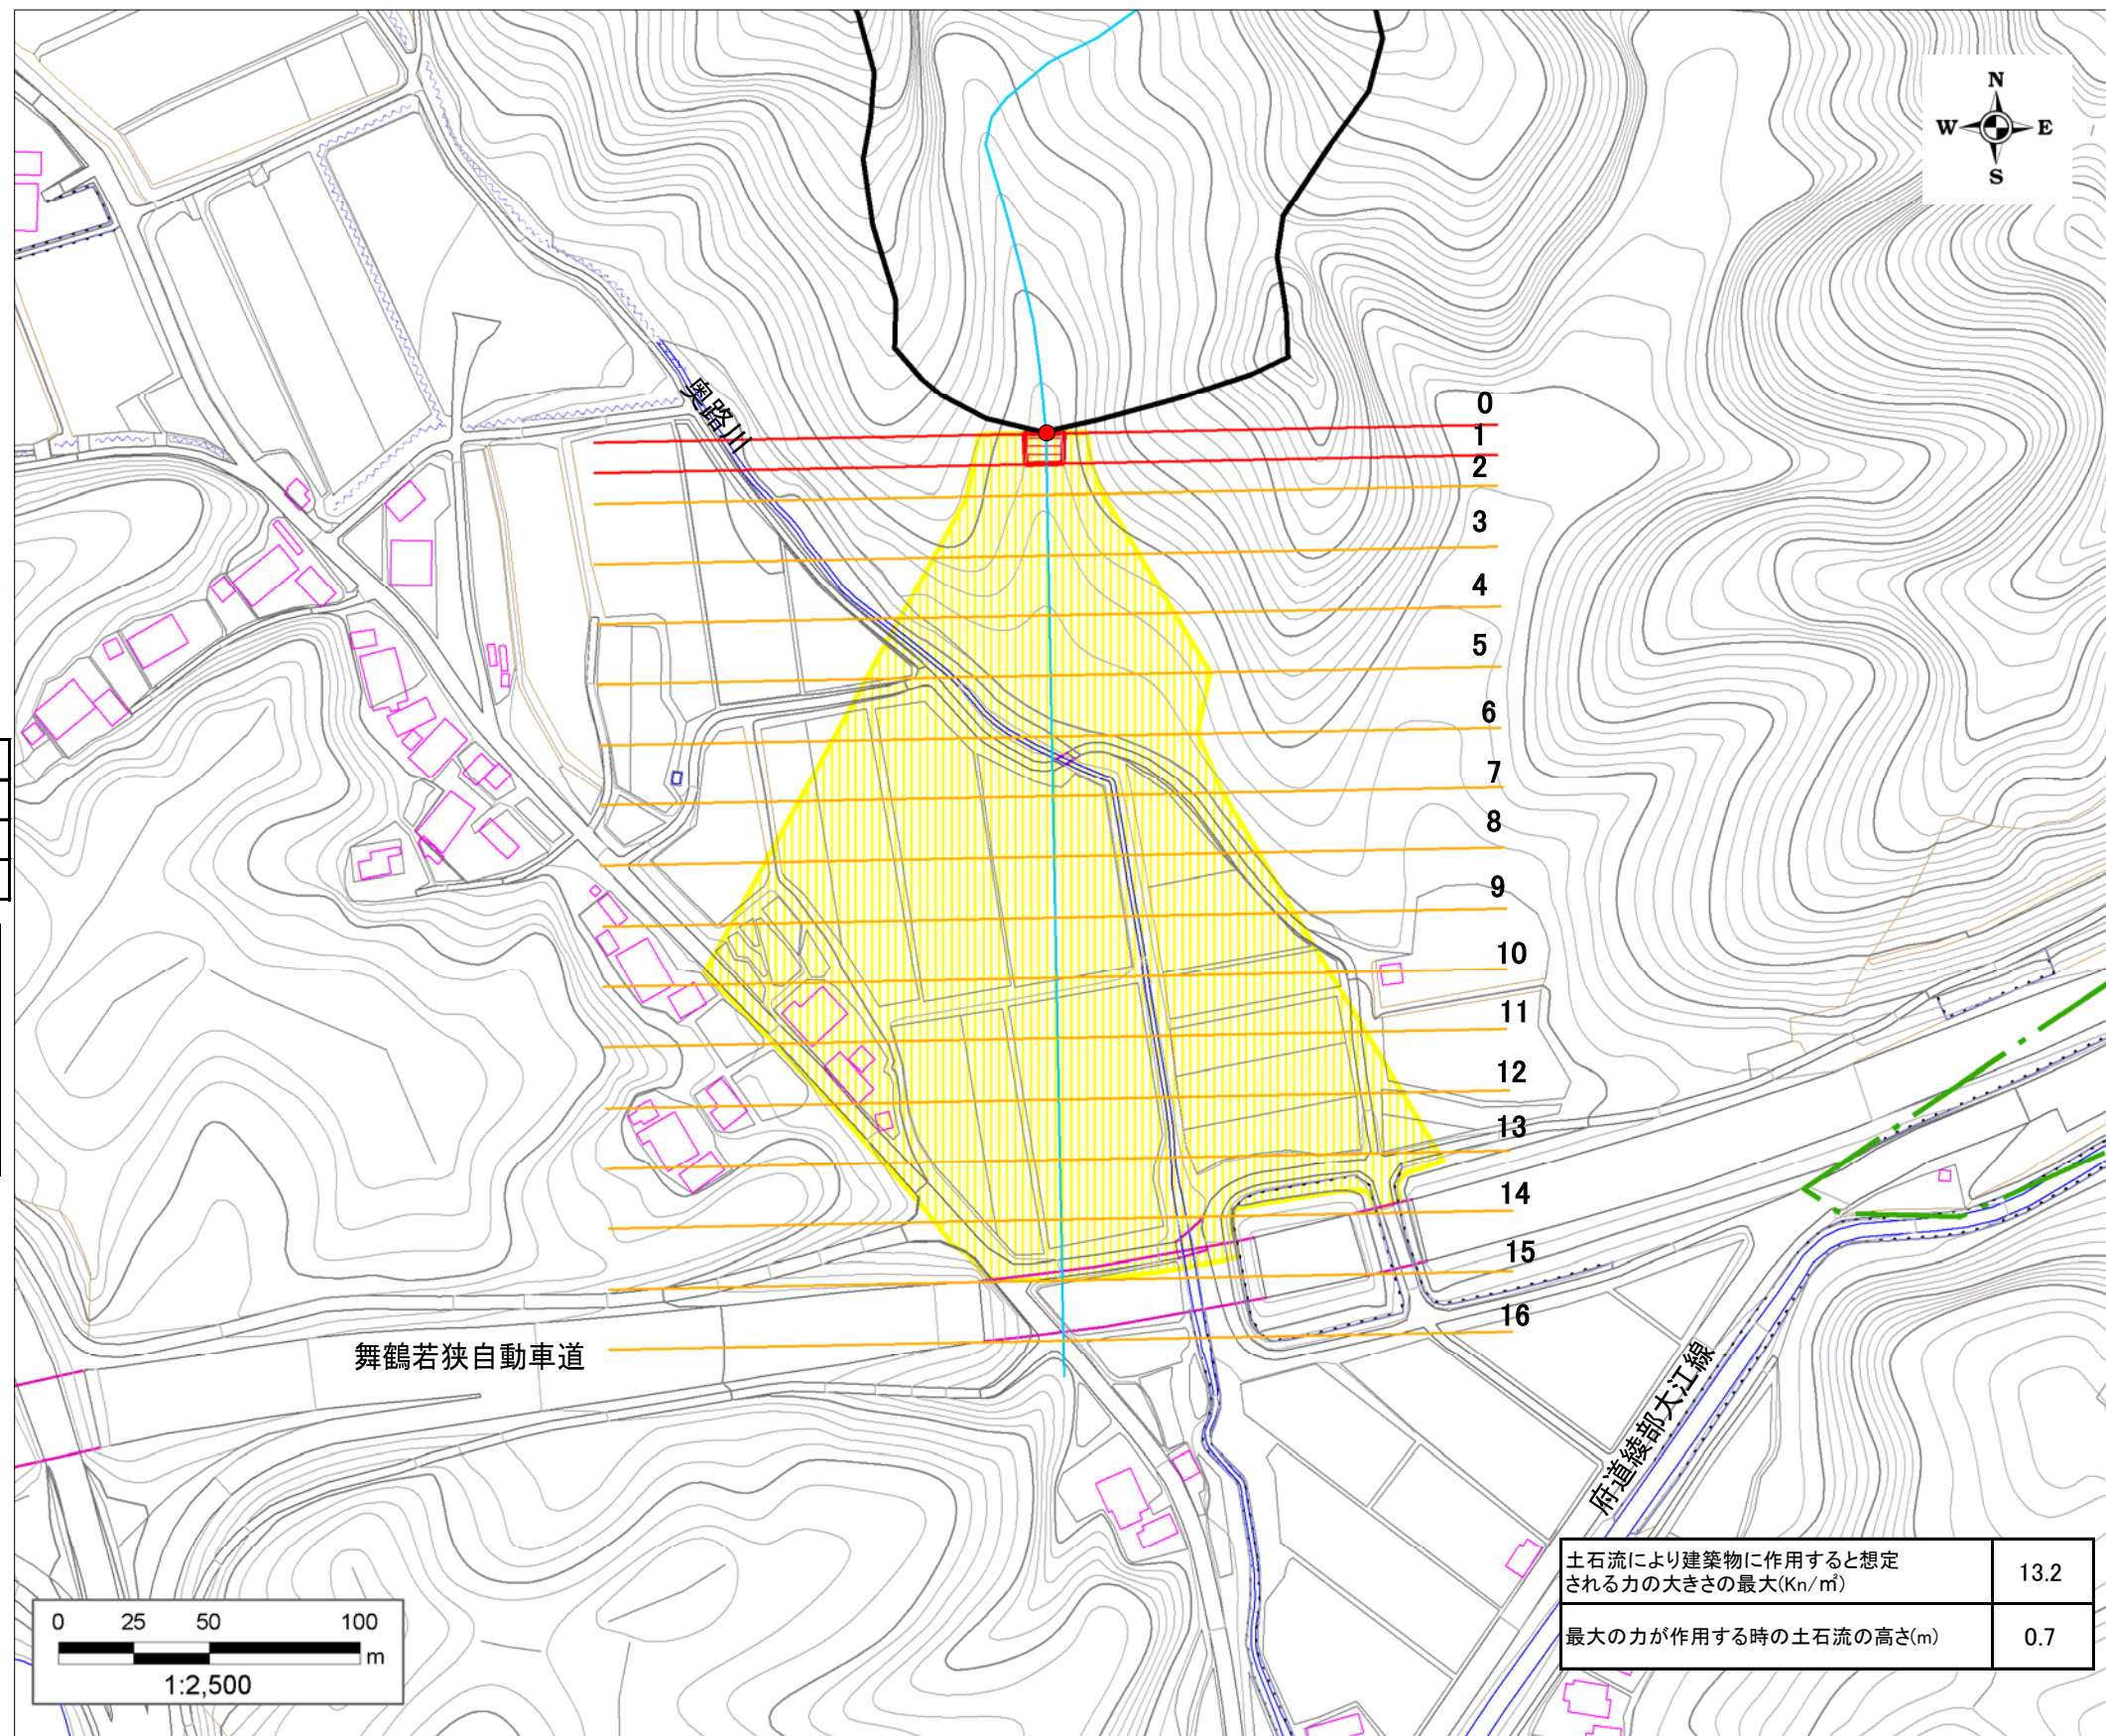 N
W E
S
奥路川
0
1
2
3
4
5
6
7
8
9
10
11
12
13
14
15
16
舞鶴若狭自動車道
府道綾部大江線
土石流により建築物に作用すると想定
される力の大きさの最大(Kn/㎡)
13.2
最大の力が作用する時の土石流の高さ(m)
0.7
0 25 50 100
m
1:2,500